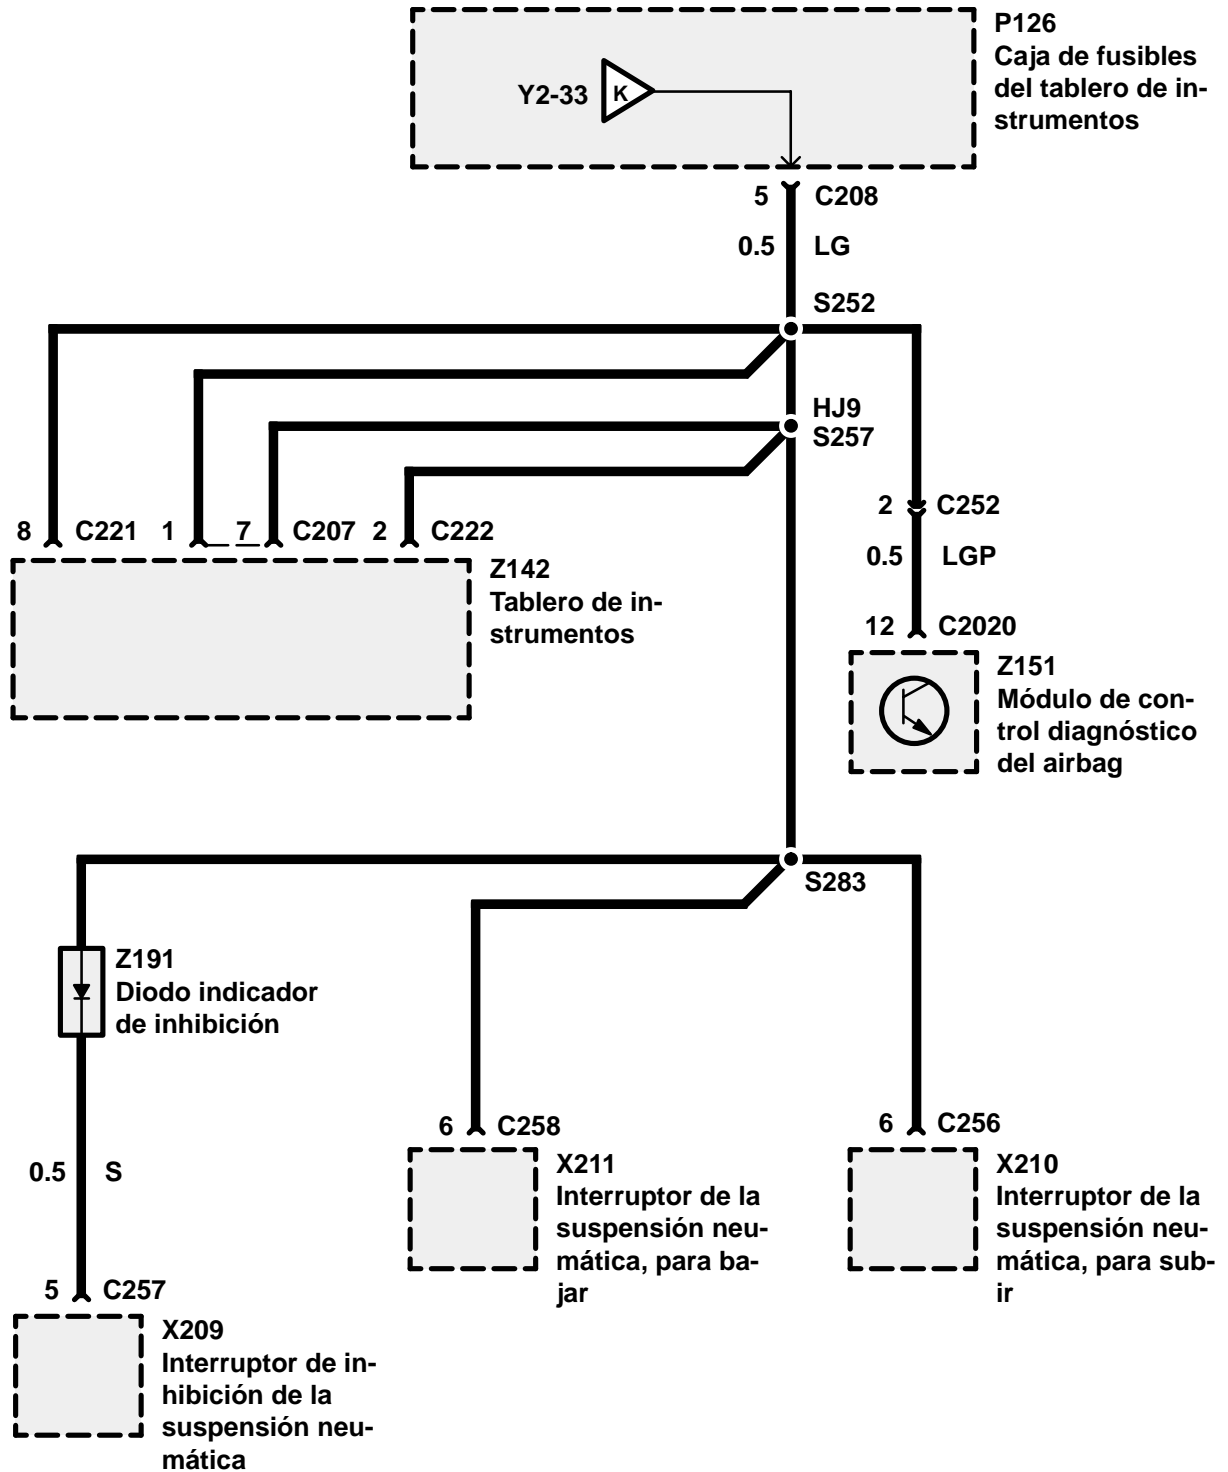 P126
Caja de fusibles
del tablero de in-
strumentos
Y2-33
K
5 C208
0.5 LG
S252
HJ9
S257
8 C221 1 7 C207 2 C222
2 C252
0.5 LGP
12 C2020
Z142
Tablero de in-
strumentos
Z151
Módulo de con-
trol diagnóstico
del airbag
S283
Z191
Diodo indicador
de inhibición
6 C258
6 C256
0.5 S
X211
Interruptor de la
suspensión neu-
mática, para ba-
jar
X210
Interruptor de la
suspensión neu-
mática, para sub-
ir
5 C257
X209
Interruptor de in-
hibición de la
suspensión neu-
mática